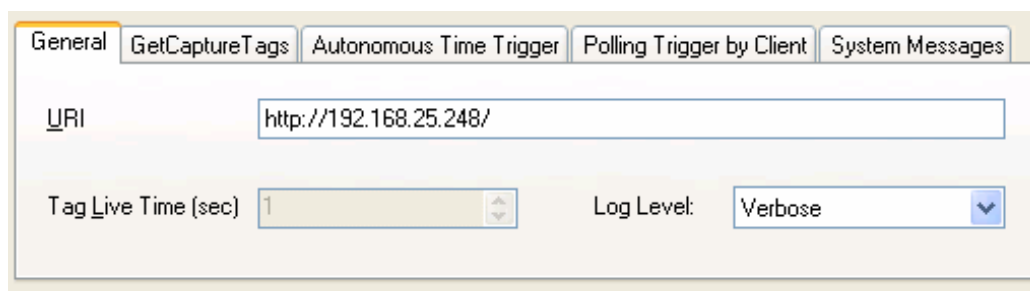 General GetCaptureTags Autonomous Time Trigger Polling Trigger by Client System Messages
URI http://192.168.25.248/
Tag Live Time (sec) 1 Log Level: Verbose